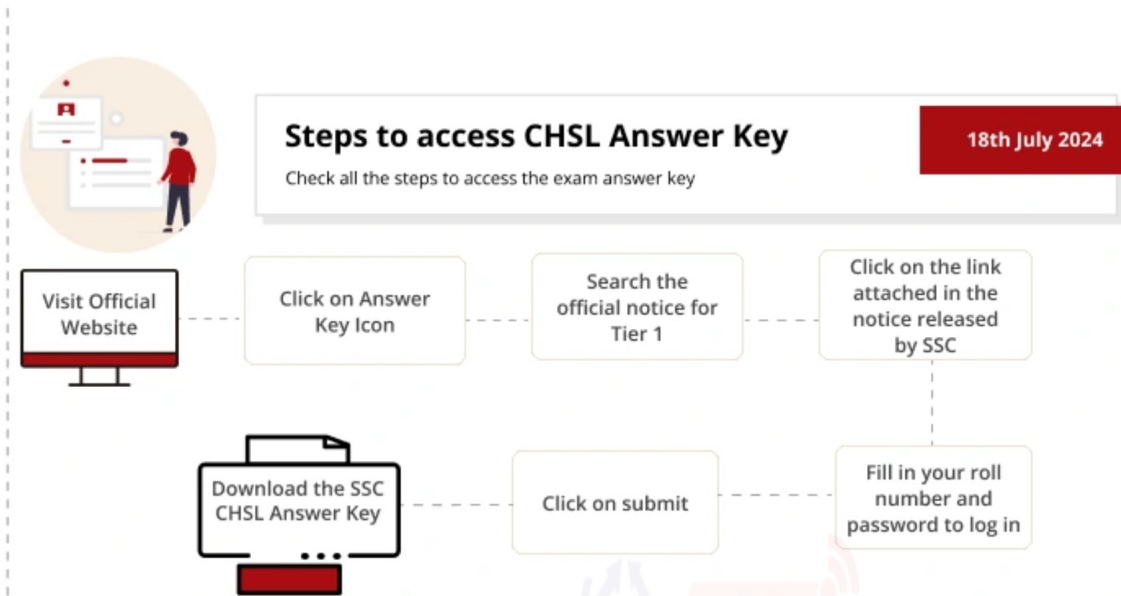 Steps to access CHSL Answer Key
18th July 2024
Check all the steps to access the exam answer key
Visit Official
Website
Click on Answer
Key Icon
Search the
official notice for
Tier 1
Click on the link
attached in the
notice released
by SSC
Fill in your roll
number and
password to log in
Click on submit
Download the SSC
CHSL Answer Key